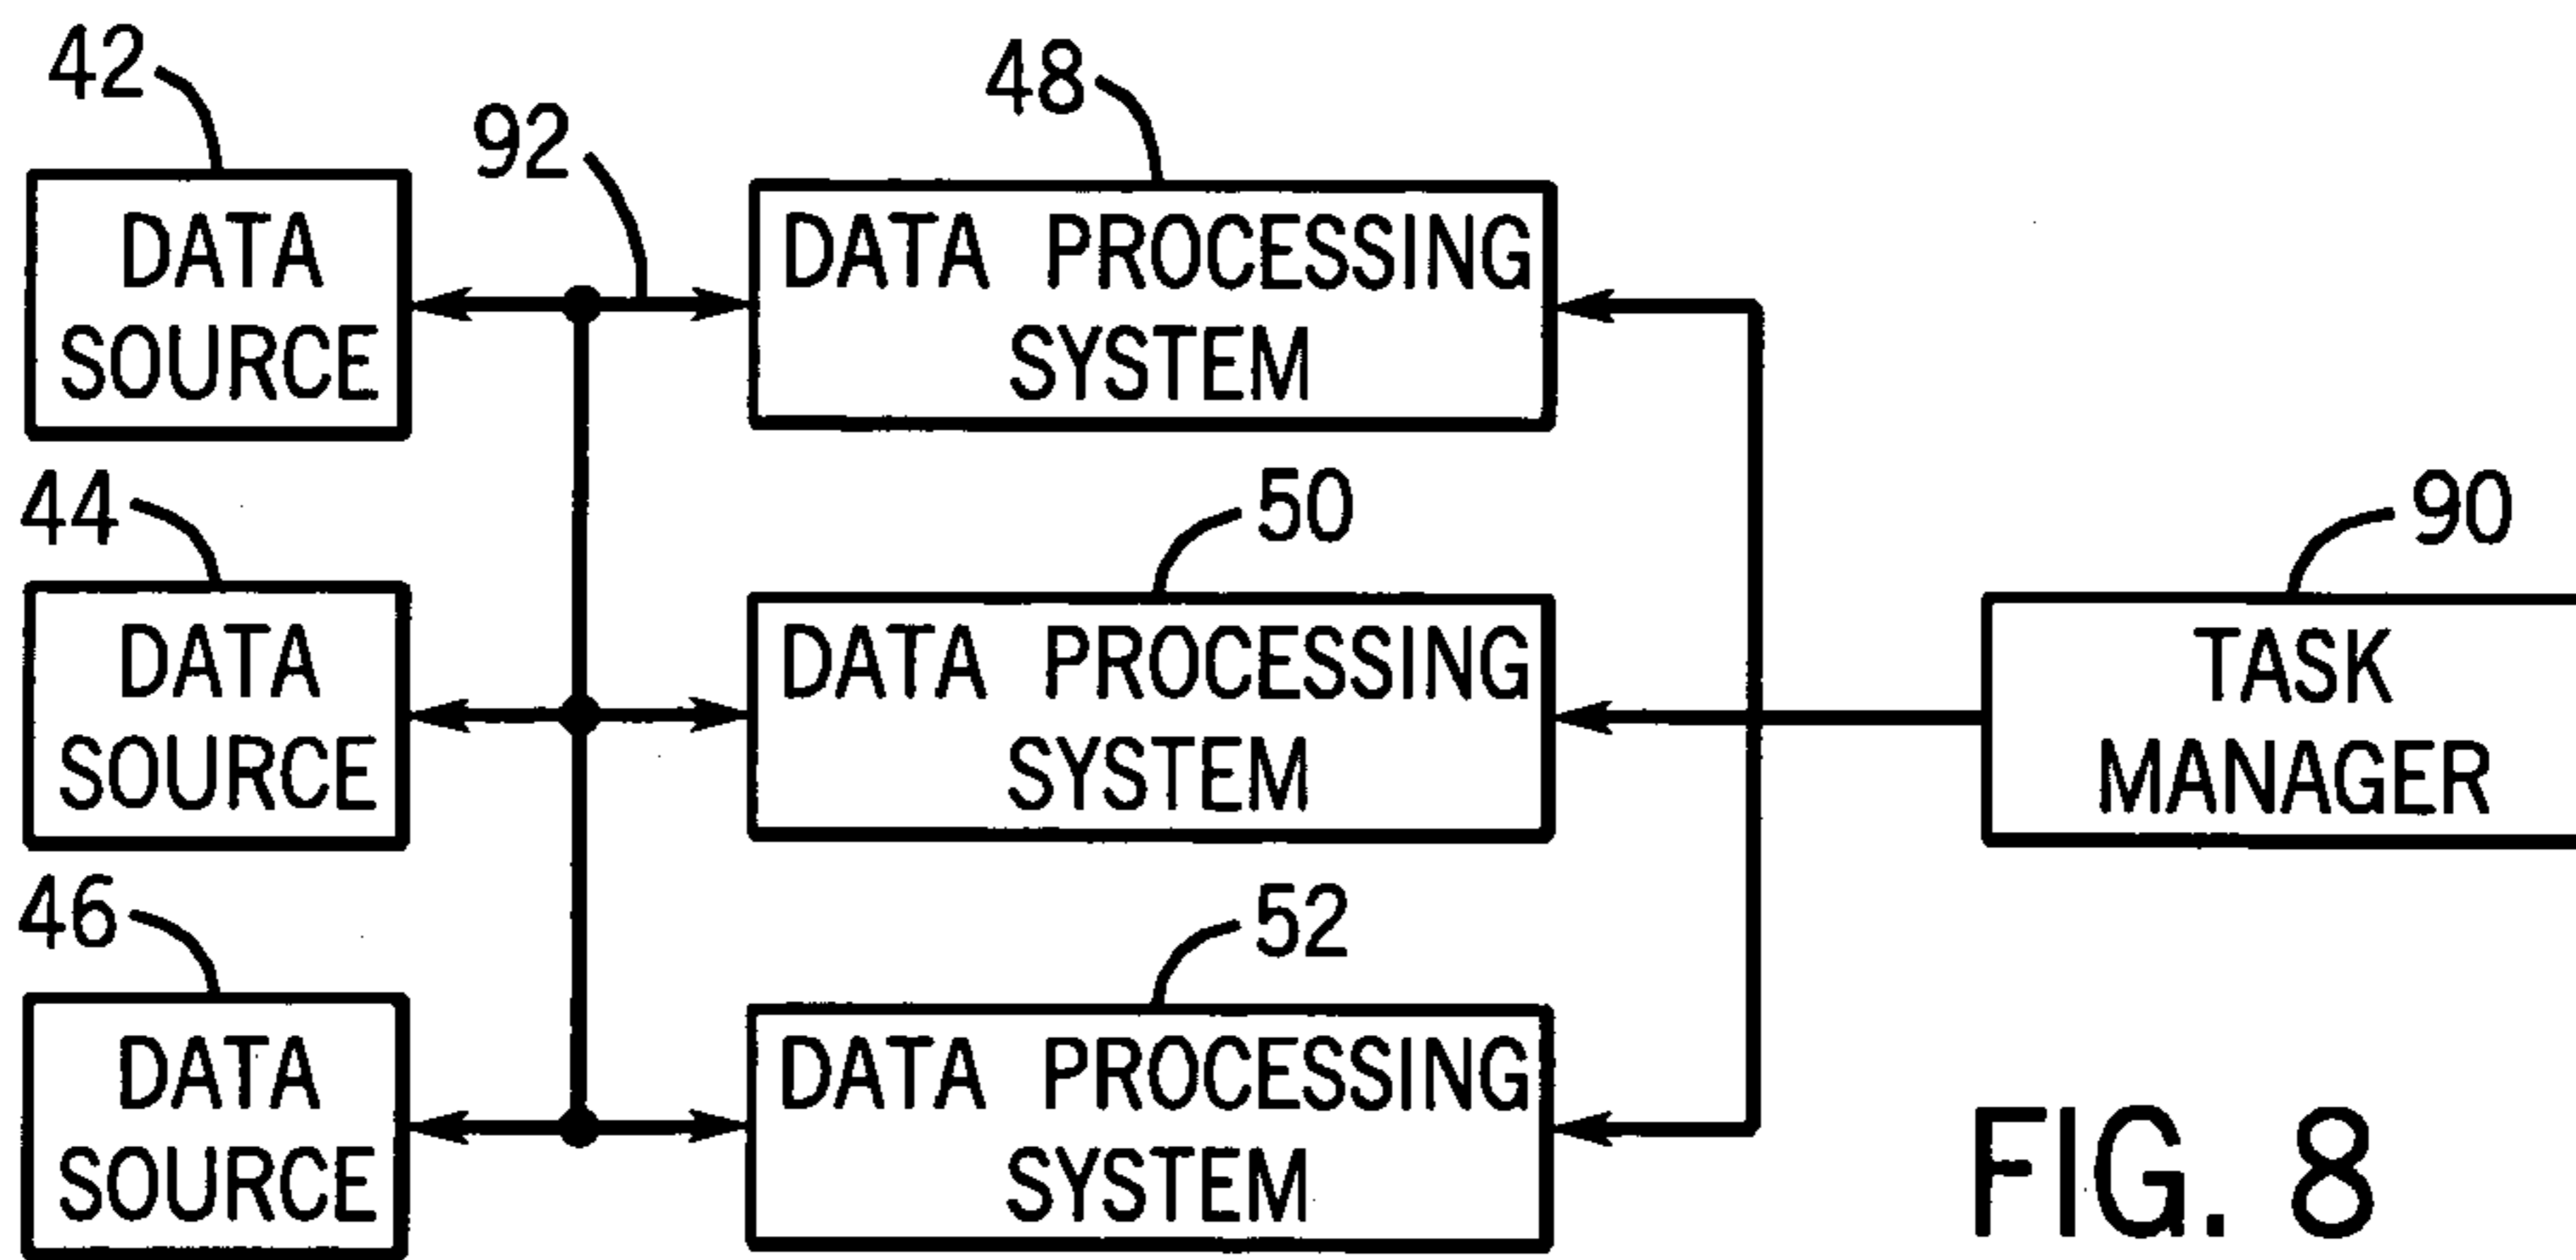 42
92
48
DATA
SOURCE
DATA PROCESSING
SYSTEM
44
50
90
DATA
SOURCE
DATA PROCESSING
SYSTEM
TASK
MANAGER
46
52
DATA
SOURCE
DATA PROCESSING
SYSTEM
FIG. 8